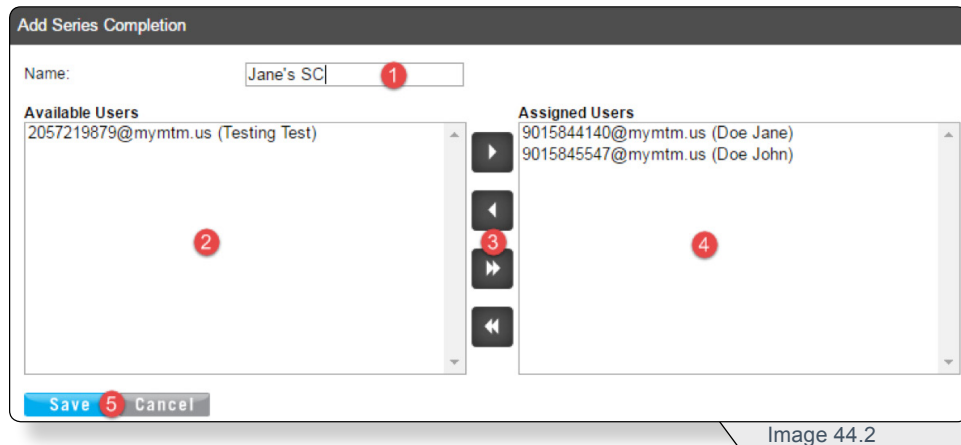 Add Series Completion
Name: Jane's SC 1
Available Users
2057219879@mymtm.us (Testing Test)
2
3
Assigned Users
9015844140@mymtm.us (Doe Jane)
9015845547@mymtm.us (Doe John)
4
Save 5 Cancel
Image 44.2